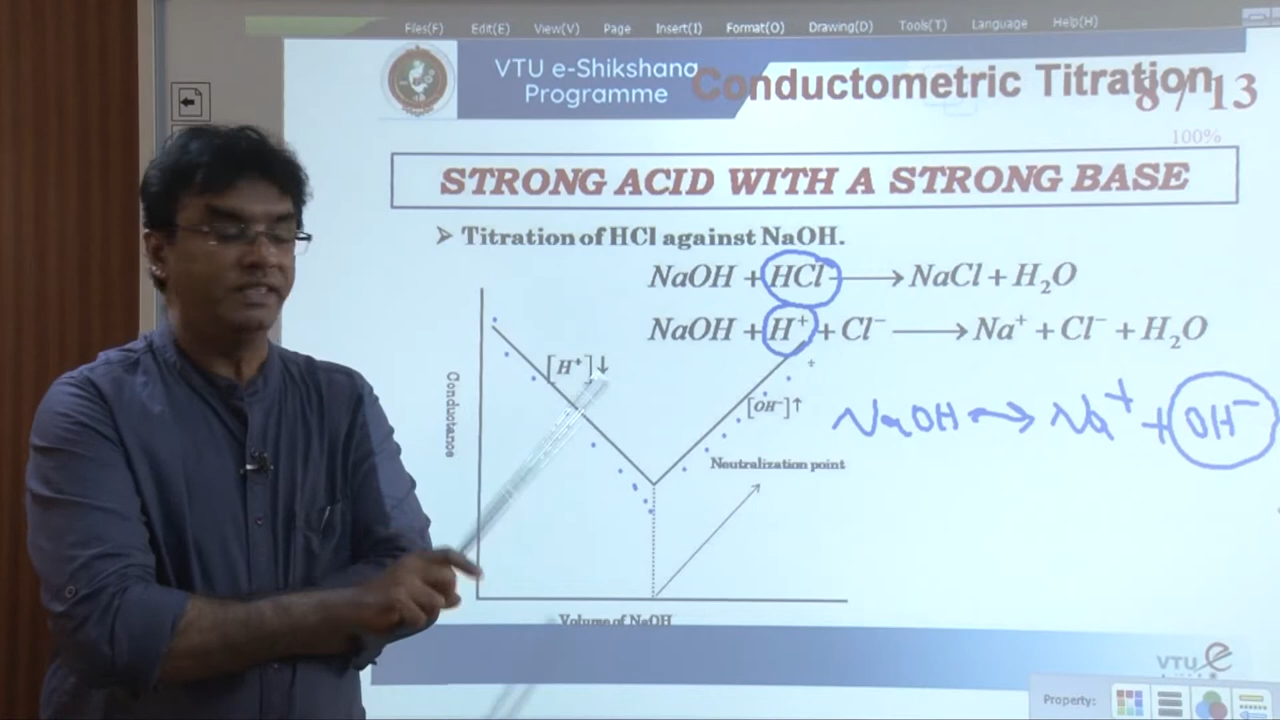 Files(F) Edit(E) View(V) Page Insert(I) Format(O) Drawing(D) Tools(T) Language Help(H)
VTU e-Shikshana
Programme
Conductometric Titration
8 / 13
100%
STRONG ACID WITH A STRONG BASE
➤ Titration of HCl against NaOH.
NaOH + HCl ⟶ NaCl + H₂O
NaOH + H⁺ + Cl⁻ ⟶ Na⁺ + Cl⁻ + H₂O
[H⁺]↓
Conductance
[OH⁻]↑
NaOH ⟶ Na⁺ + OH⁻
Neutralization point
Volume of NaOH
VTU e
Property: